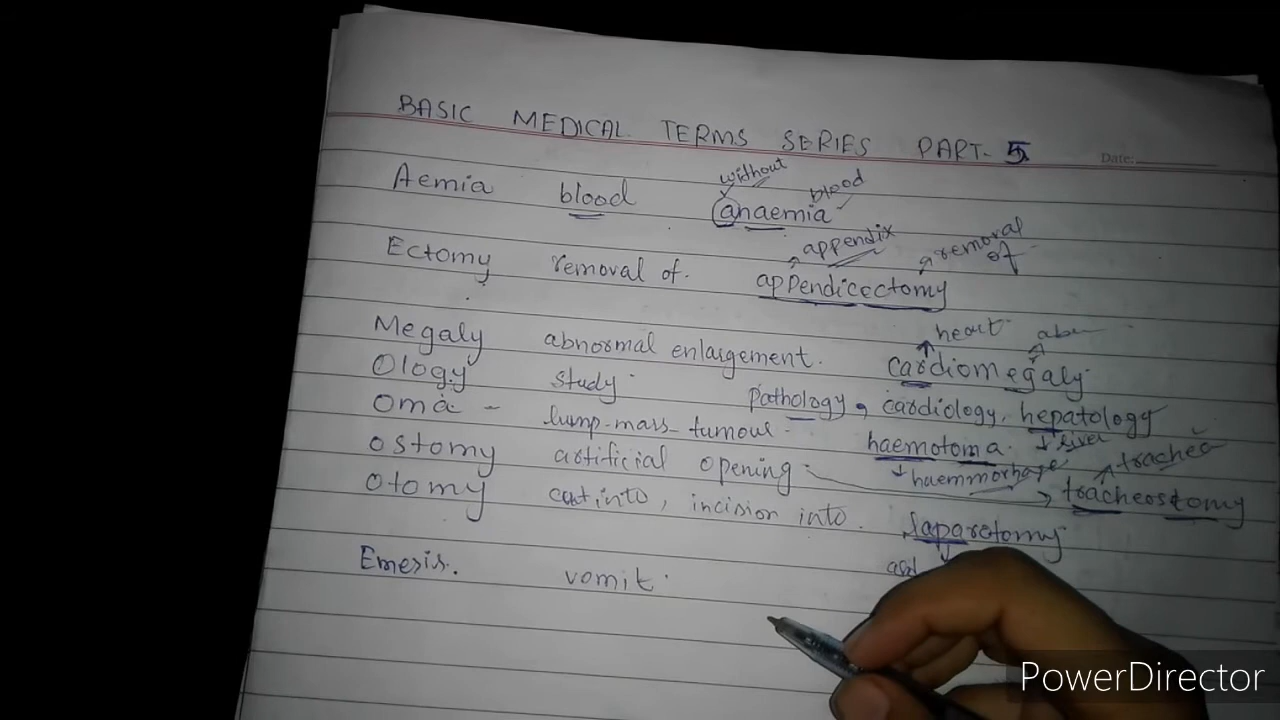 BASIC MEDICAL TERMS SERIES PART-5
Date:
without
blood
Aemia blood anaemia
appendix
removal of
Ectomy removal of. appendicectomy
heart
Megaly abnormal enlargement. cardiomegaly
Ology study pathology, cardiology, hepatology
liver
oma - lump-mass-tumour haemotoma
haemmorhage
trachea
ostomy artificial opening tracheostomy
otomy cut into, incision into. laparotomy
Emesis. vomit
PowerDirector